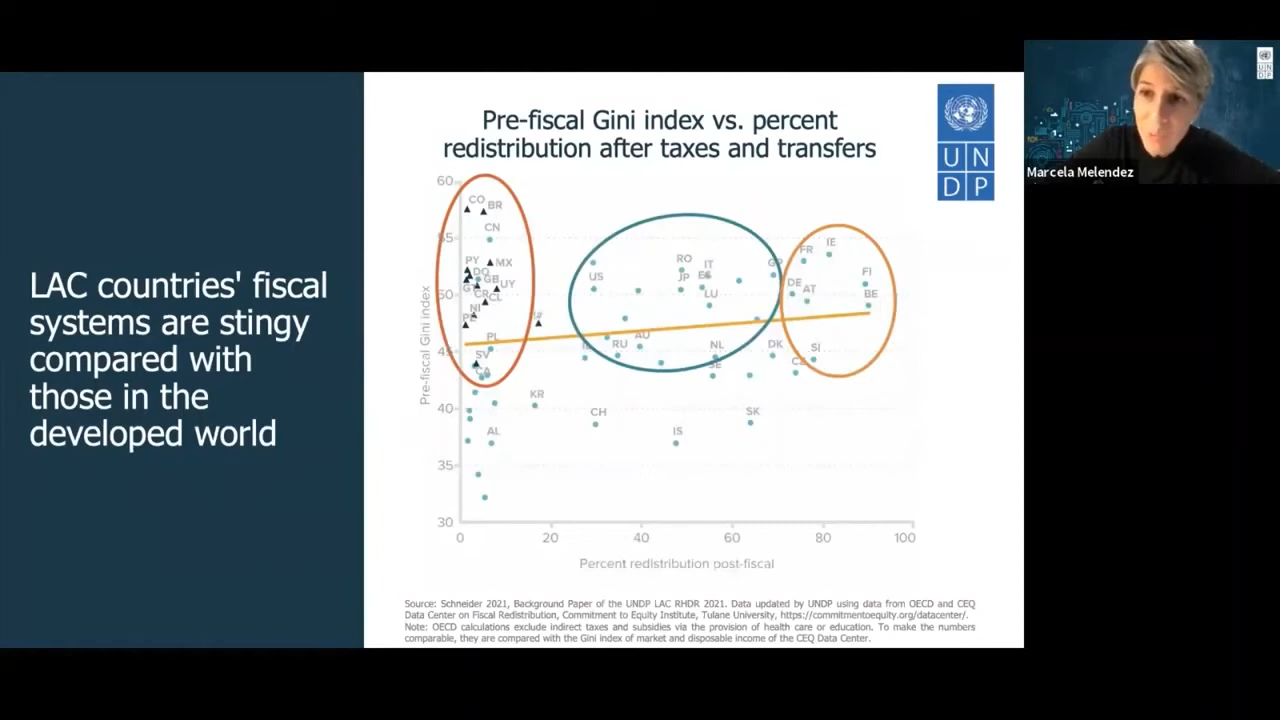 LAC countries' fiscal
systems are stingy
compared with
those in the
developed world
Pre-fiscal Gini index vs. percent
redistribution after taxes and transfers
U N
D P
Marcela Melendez
U N
D P
Pre-fiscal Gini index
60
55
50
45
40
35
30
CO
BR
CN
PY
DO
MX
GB
UY
CR
CL
NI
PL
SV
CA
KR
AL
US
RO
JP
IT
ES
LU
RU
AU
NL
SE
CH
IS
SK
DK
SI
FR
IE
DE
AT
FI
BE
0 20 40 60 80 100
Percent redistribution post-fiscal
Source: Schneider 2021, Background Paper of the UNDP LAC RHDR 2021. Data updated by UNDP using data from OECD and CEQ
Data Center on Fiscal Redistribution, Commitment to Equity Institute, Tulane University, https://commitmentoequity.org/datacenter/.
Note: OECD calculations exclude indirect taxes and subsidies via the provision of health care or education. To make the numbers
comparable, they are compared with the Gini index of market and disposable income of the CEQ Data Center.